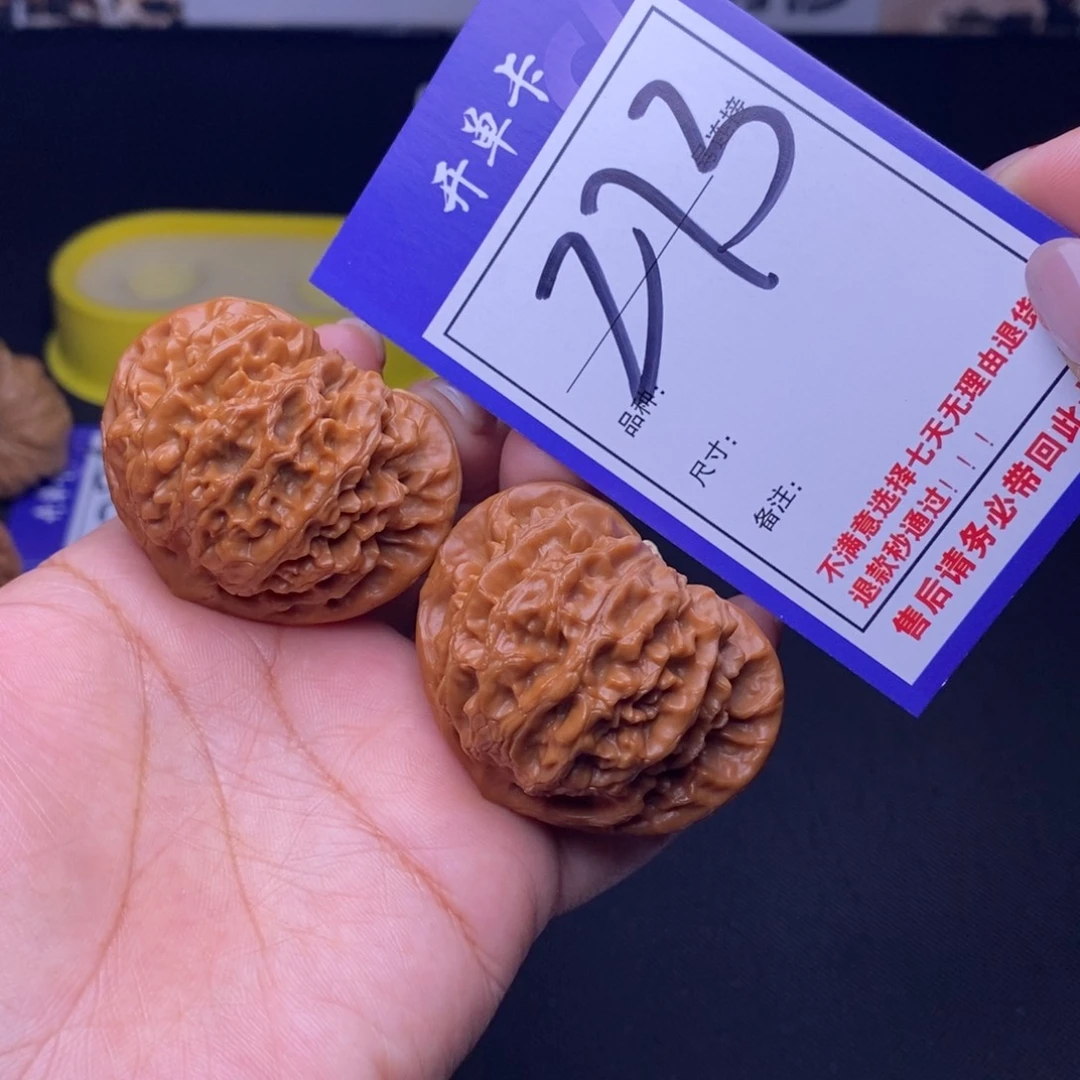 开单卡
273
品种:
尺寸:
备注:
不满意选择七天无理由退货
退款秒通过！！！
售后请务必带回此